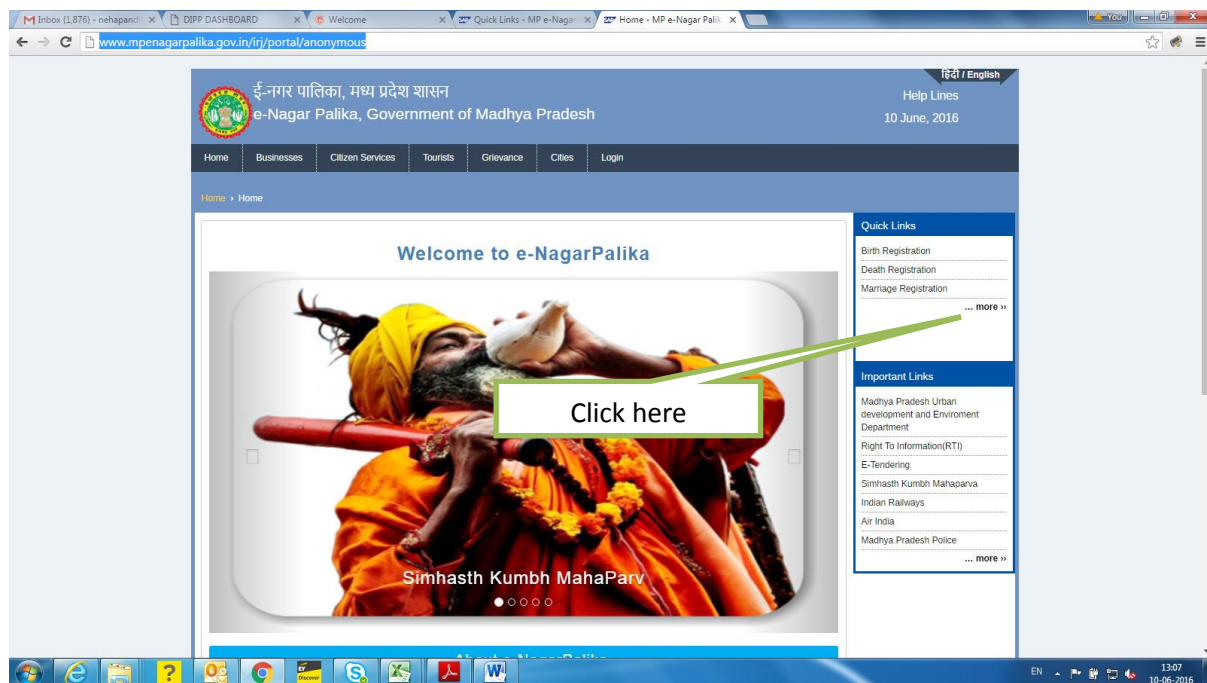 Inbox (1,876) - nehapandi
DIPP DASHBOARD
Welcome
Quick Links - MP e-Nagar
Home - MP e-Nagar Palik
You
www.mpenagarpalika.gov.in/irj/portal/anonymous
हिंदी / English
ई-नगर पालिका, मध्य प्रदेश शासन
e-Nagar Palika, Government of Madhya Pradesh
Help Lines
10 June, 2016
Home Businesses Citizen Services Tourists Grievance Cities Login
Home › Home
Welcome to e-NagarPalika
Simhasth Kumbh MahaParv
Click here
Quick Links
Birth Registration
Death Registration
Marriage Registration
... more ››
Important Links
Madhya Pradesh Urban
development and Enviroment
Department
Right To Information(RTI)
E-Tendering
Simhasth Kumbh Mahaparva
Indian Railways
Air India
Madhya Pradesh Police
... more ››
EY
Discover
EN
13:07
10-06-2016